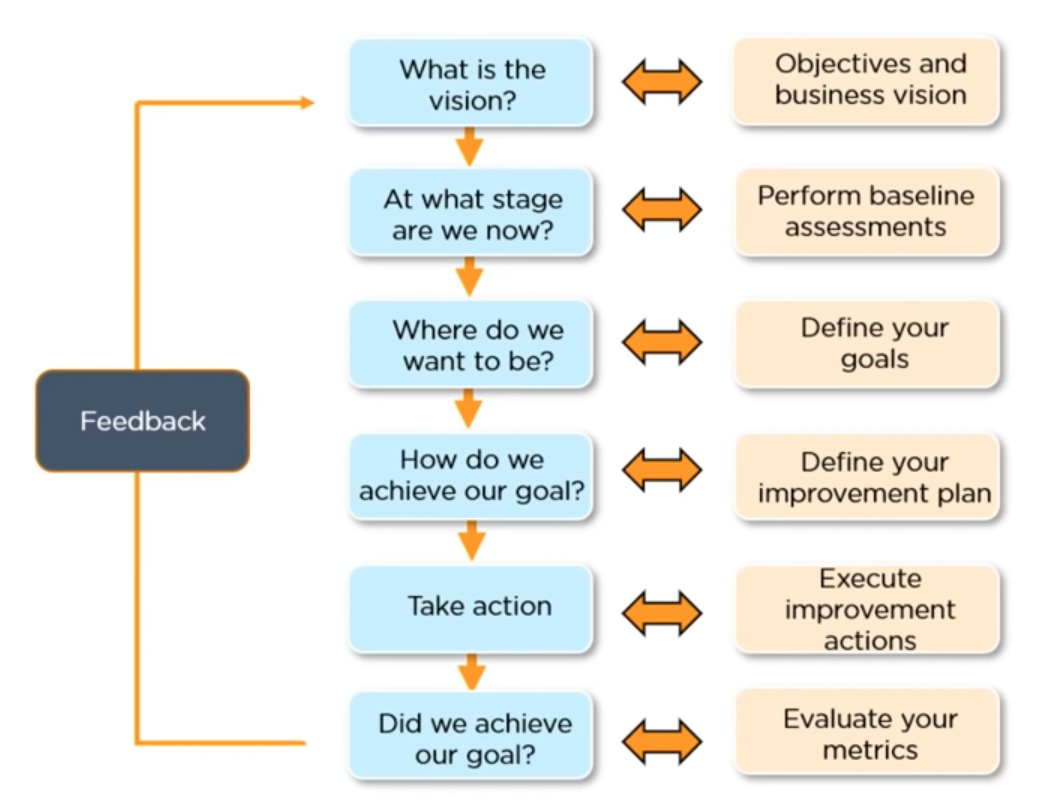 What is the
vision?
Objectives and
business vision
At what stage
are we now?
Perform baseline
assessments
Where do we
want to be?
Define your
goals
Feedback
How do we
achieve our goal?
Define your
improvement plan
Take action
Execute
improvement
actions
Did we achieve
our goal?
Evaluate your
metrics